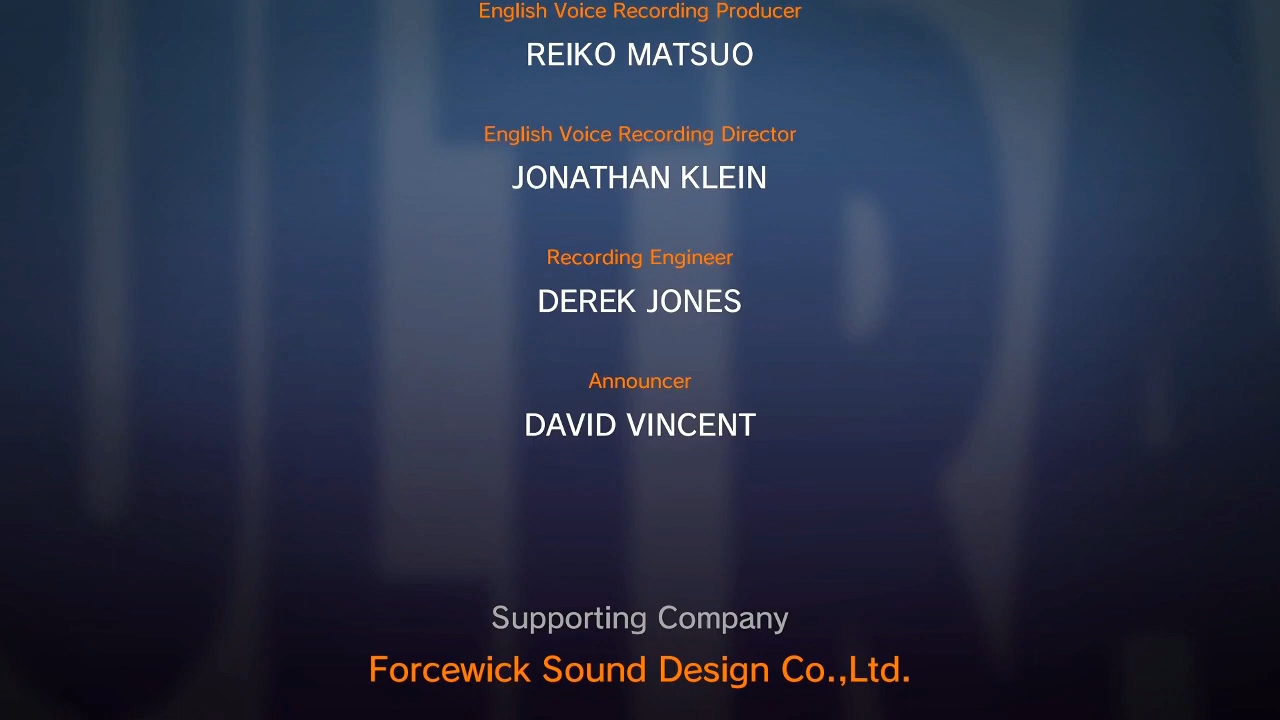 English Voice Recording Producer
REIKO MATSUO
English Voice Recording Director
JONATHAN KLEIN
Recording Engineer
DEREK JONES
Announcer
DAVID VINCENT
Supporting Company
Forcewick Sound Design Co.,Ltd.